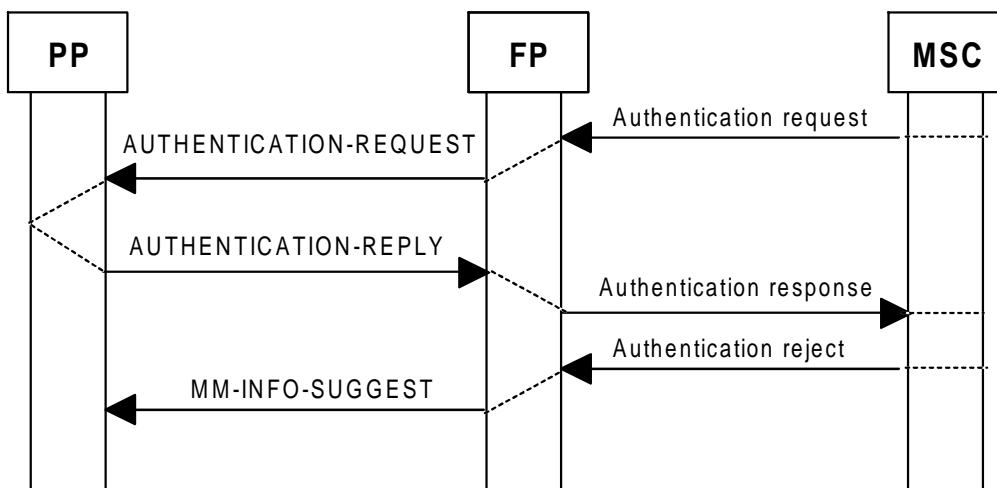 PP
FP
MSC
Authentication request
AUTHENTICATION-REQUEST
AUTHENTICATION-REPLY
Authentication response
Authentication reject
MM-INFO-SUGGEST